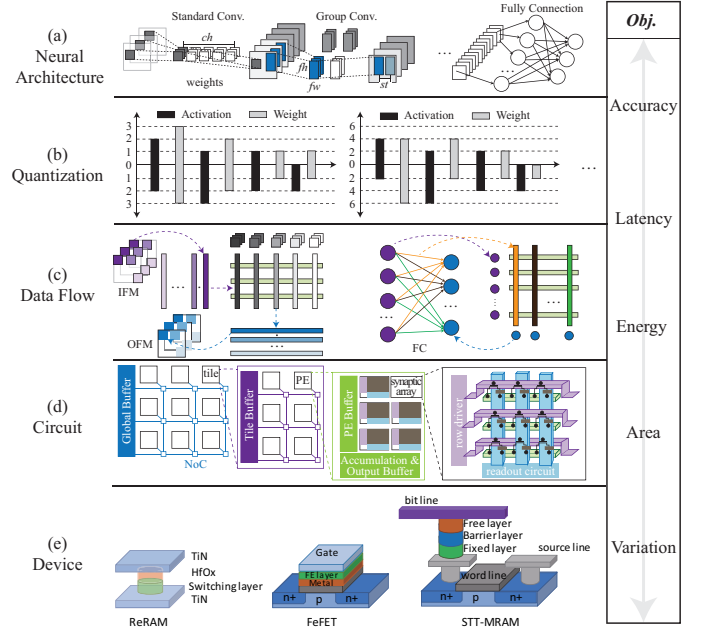 (a)
Neural
Architecture
Standard Conv.
Group Conv.
Fully Connection
ch
weights
fh
fw
st
...
...
Obj.
Accuracy
Latency
Energy
Area
Variation
(b)
Quantization
Activation
Weight
3
2
1
0
1
2
3
Activation
Weight
6
4
2
0
2
4
6
...
(c)
Data Flow
IFM
...
OFM
...
FC
(d)
Circuit
Global Buffer
tile
NoC
Tile Buffer
PE
PE Buffer
synaptic
array
Accumulation &
Output Buffer
row driver
readout circuit
(e)
Device
TiN
HfOx
Switching layer
TiN
ReRAM
Gate
FE layer
Metal
n+
p
n+
FeFET
bit line
Free layer
Barrier layer
Fixed layer
source line
word line
n+
p
n+
STT-MRAM